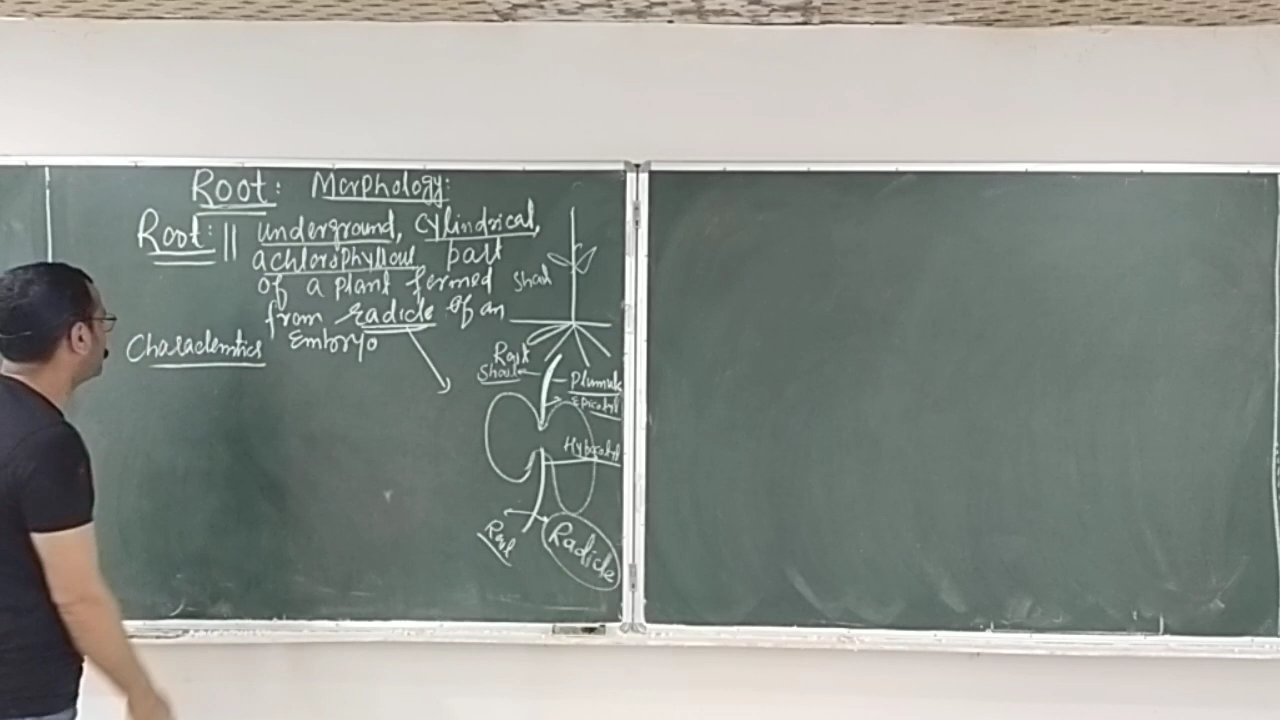 Root: Morphology:
Root: || underground, cylindrical,
achlorophyllous part
of a plant formed
from radicle of an
Embryo
Characteristics
Shoot
Root
Shoot
Plumule
Epicotyl
Hypocotyl
Root
Radicle